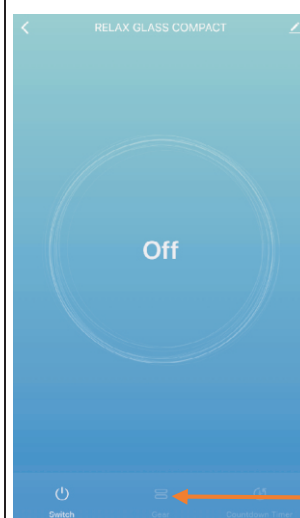 RELAX GLASS COMPACT
Off
Switch
Gear
Countdown Timer